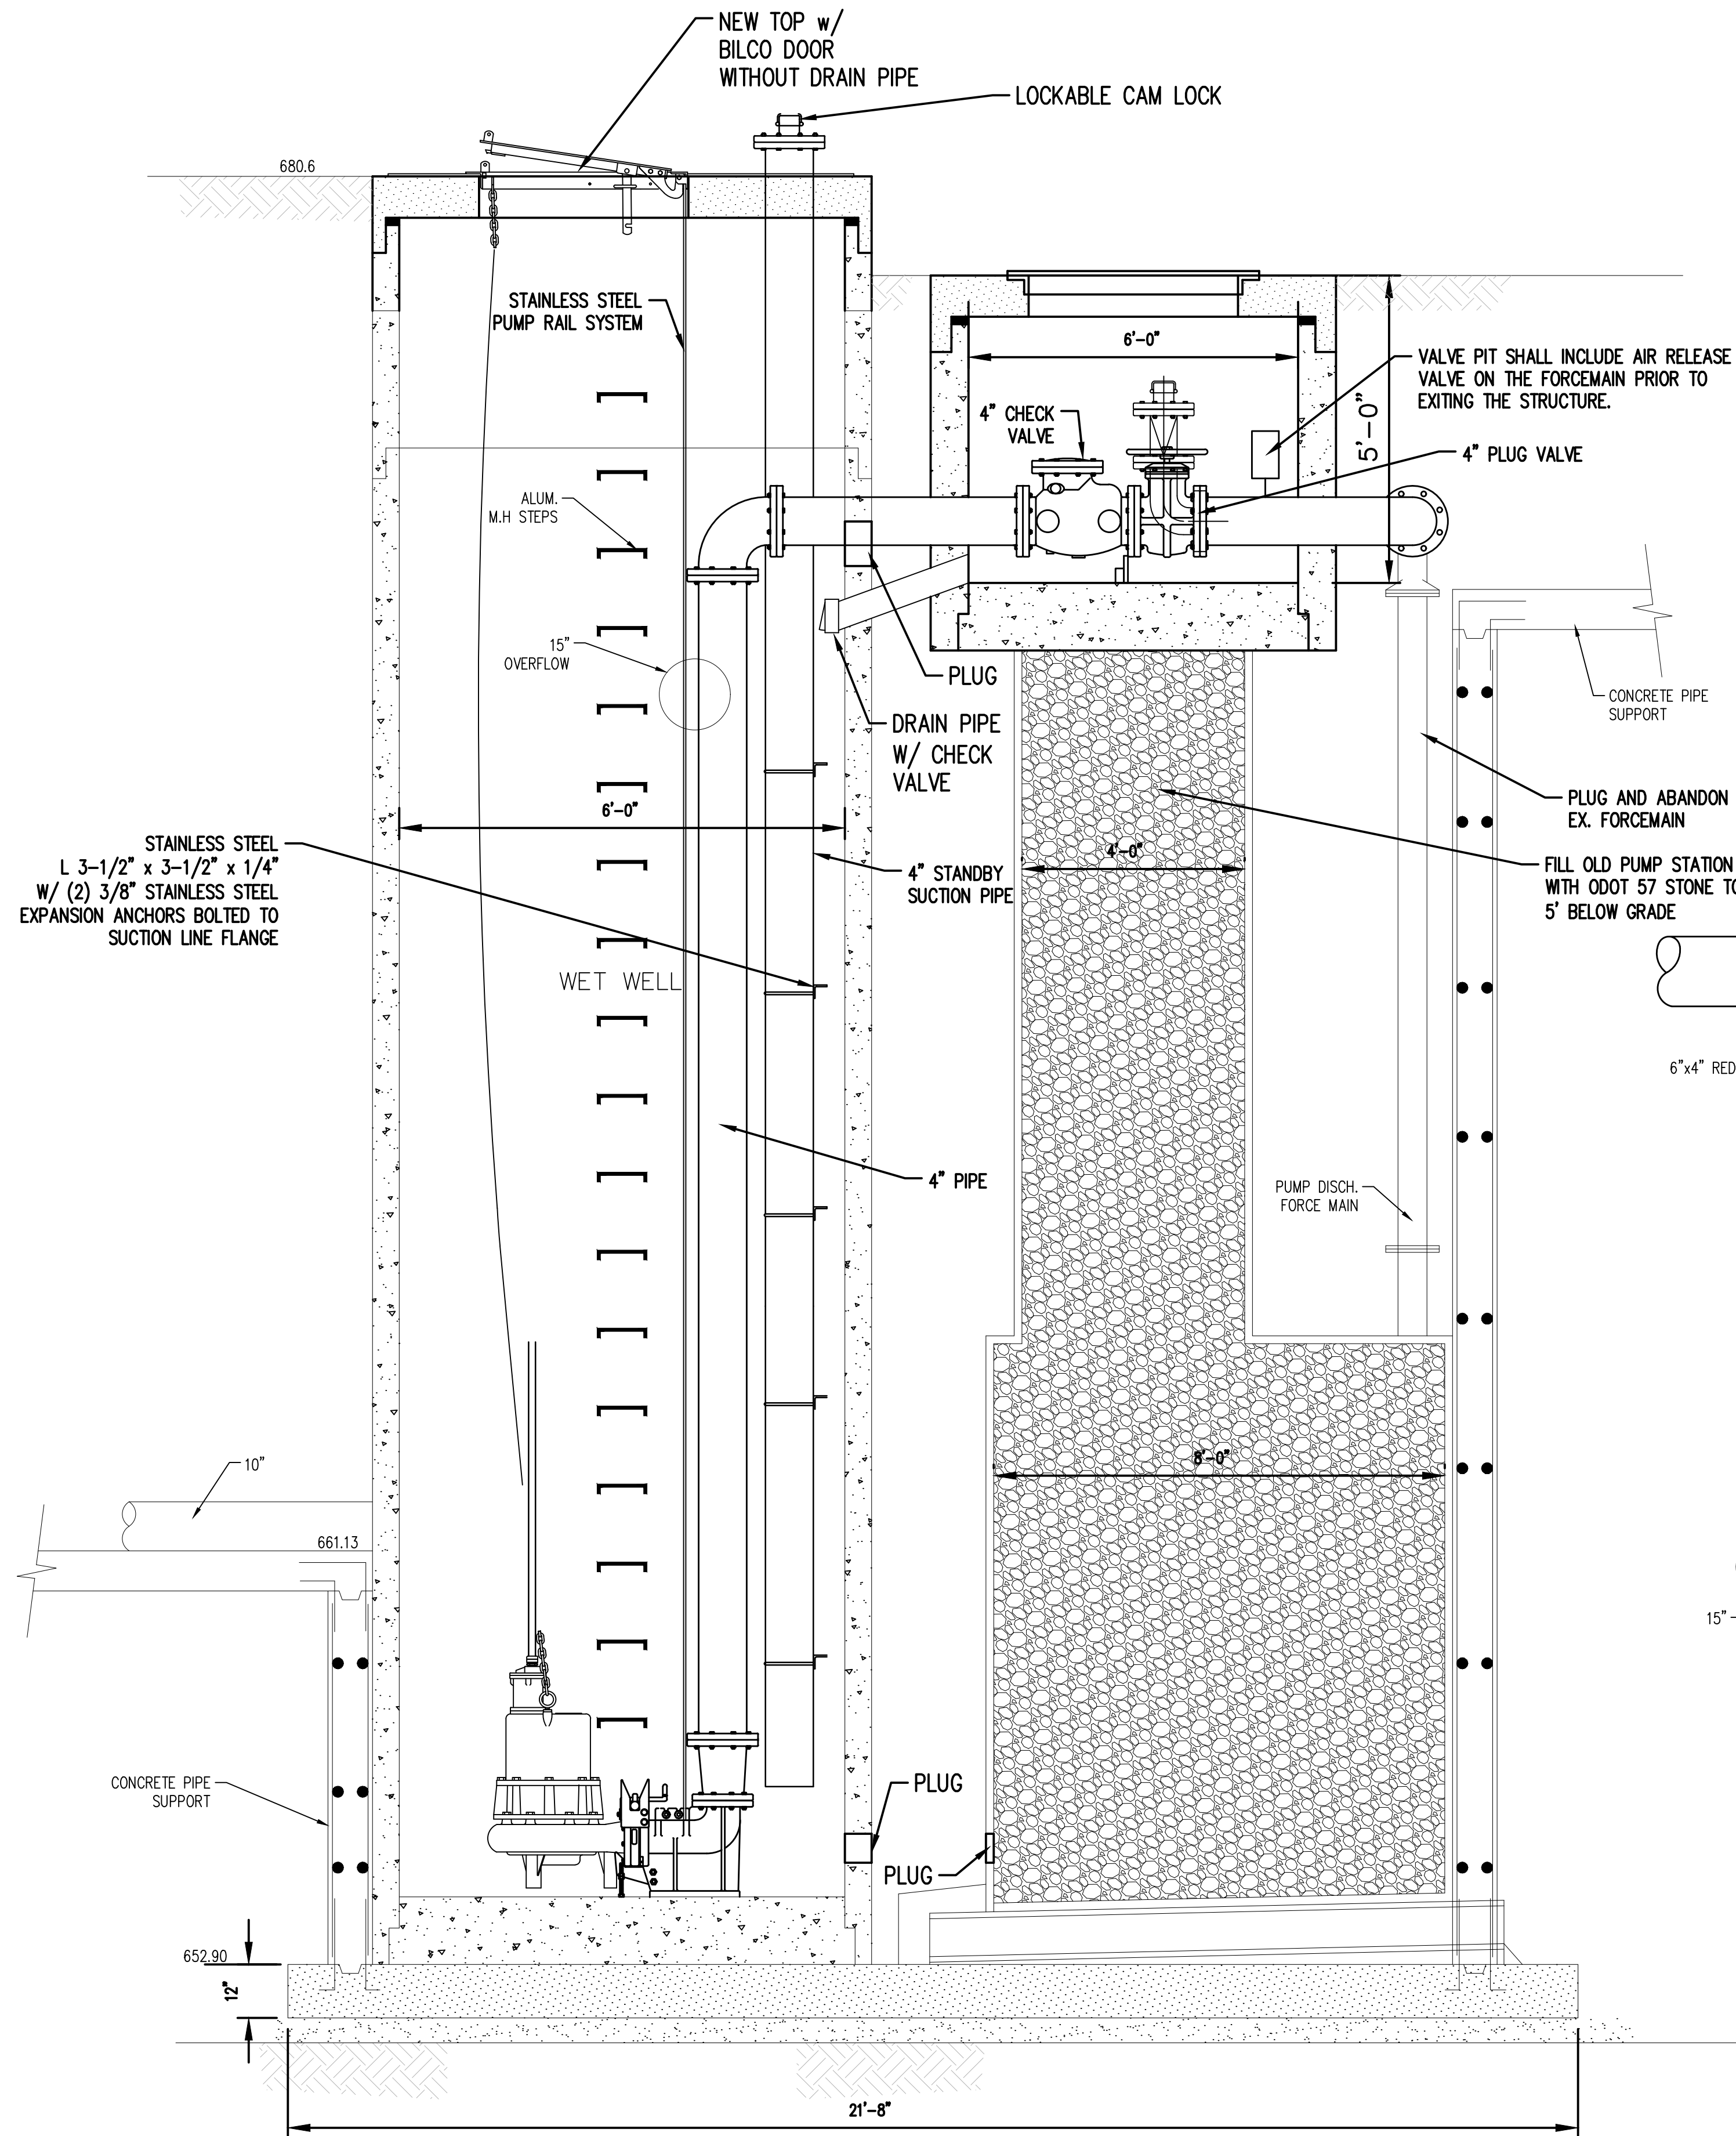 NEW TOP w/
BILCO DOOR
WITHOUT DRAIN PIPE
LOCKABLE CAM LOCK
680.6
STAINLESS STEEL
PUMP RAIL SYSTEM
6'-0"
VALVE PIT SHALL INCLUDE AIR RELEASE
VALVE ON THE FORCEMAIN PRIOR TO
EXITING THE STRUCTURE.
5'-0"
4" CHECK
VALVE
4" PLUG VALVE
ALUM.
M.H STEPS
15"
OVERFLOW
PLUG
CONCRETE PIPE
SUPPORT
DRAIN PIPE
W/ CHECK
VALVE
PLUG AND ABANDON
EX. FORCEMAIN
6'-0"
STAINLESS STEEL
L 3-1/2" x 3-1/2" x 1/4"
W/ (2) 3/8" STAINLESS STEEL
EXPANSION ANCHORS BOLTED TO
SUCTION LINE FLANGE
4" STANDBY
SUCTION PIPE
4'-0"
FILL OLD PUMP STATION
WITH ODOT 57 STONE TO
5' BELOW GRADE
WET WELL
6"x4" RED
4" PIPE
PUMP DISCH.
FORCE MAIN
10"
8'-0"
661.13
15"
CONCRETE PIPE
SUPPORT
PLUG
PLUG
652.90
12"
21'-8"